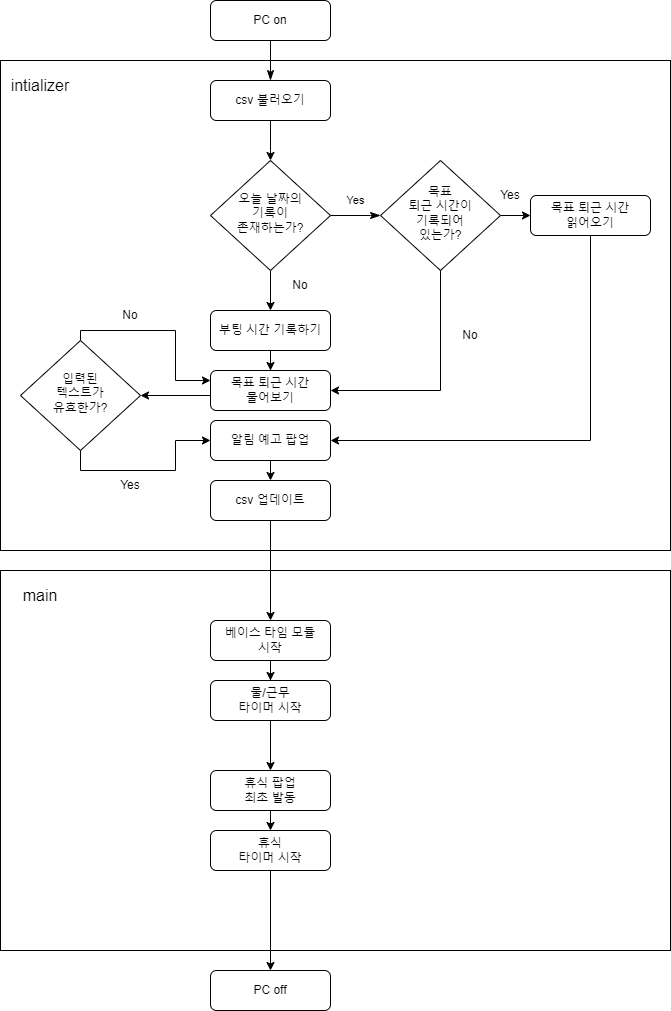 PC on
intializer
csv 불러오기
오늘 날짜의
기록이
존재하는가?
Yes
목표
퇴근 시간이
기록되어
있는가?
Yes
목표 퇴근 시간
읽어오기
No
No
부팅 시간 기록하기
No
입력된
텍스트가
유효한가?
목표 퇴근 시간
물어보기
알림 예고 팝업
Yes
csv 업데이트
main
베이스 타임 모듈
시작
물/근무
타이머 시작
휴식 팝업
최초 발동
휴식
타이머 시작
PC off